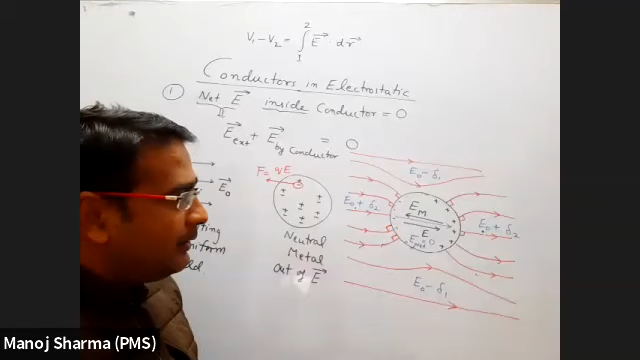 V₁ - V₂ = ∫₁² E⃗ · dr⃗
Conductors in Electrostatic
① Net E⃗ inside Conductor = 0
E⃗ext + E⃗by Conductor = 0
E⃗₀
F = qE
Neutral
Metal
out of E⃗
E₀ - δ₁
E₀ + δ₂
E_M
E
E₀ + δ₂
E₀ - δ₁
Manoj Sharma (PMS)